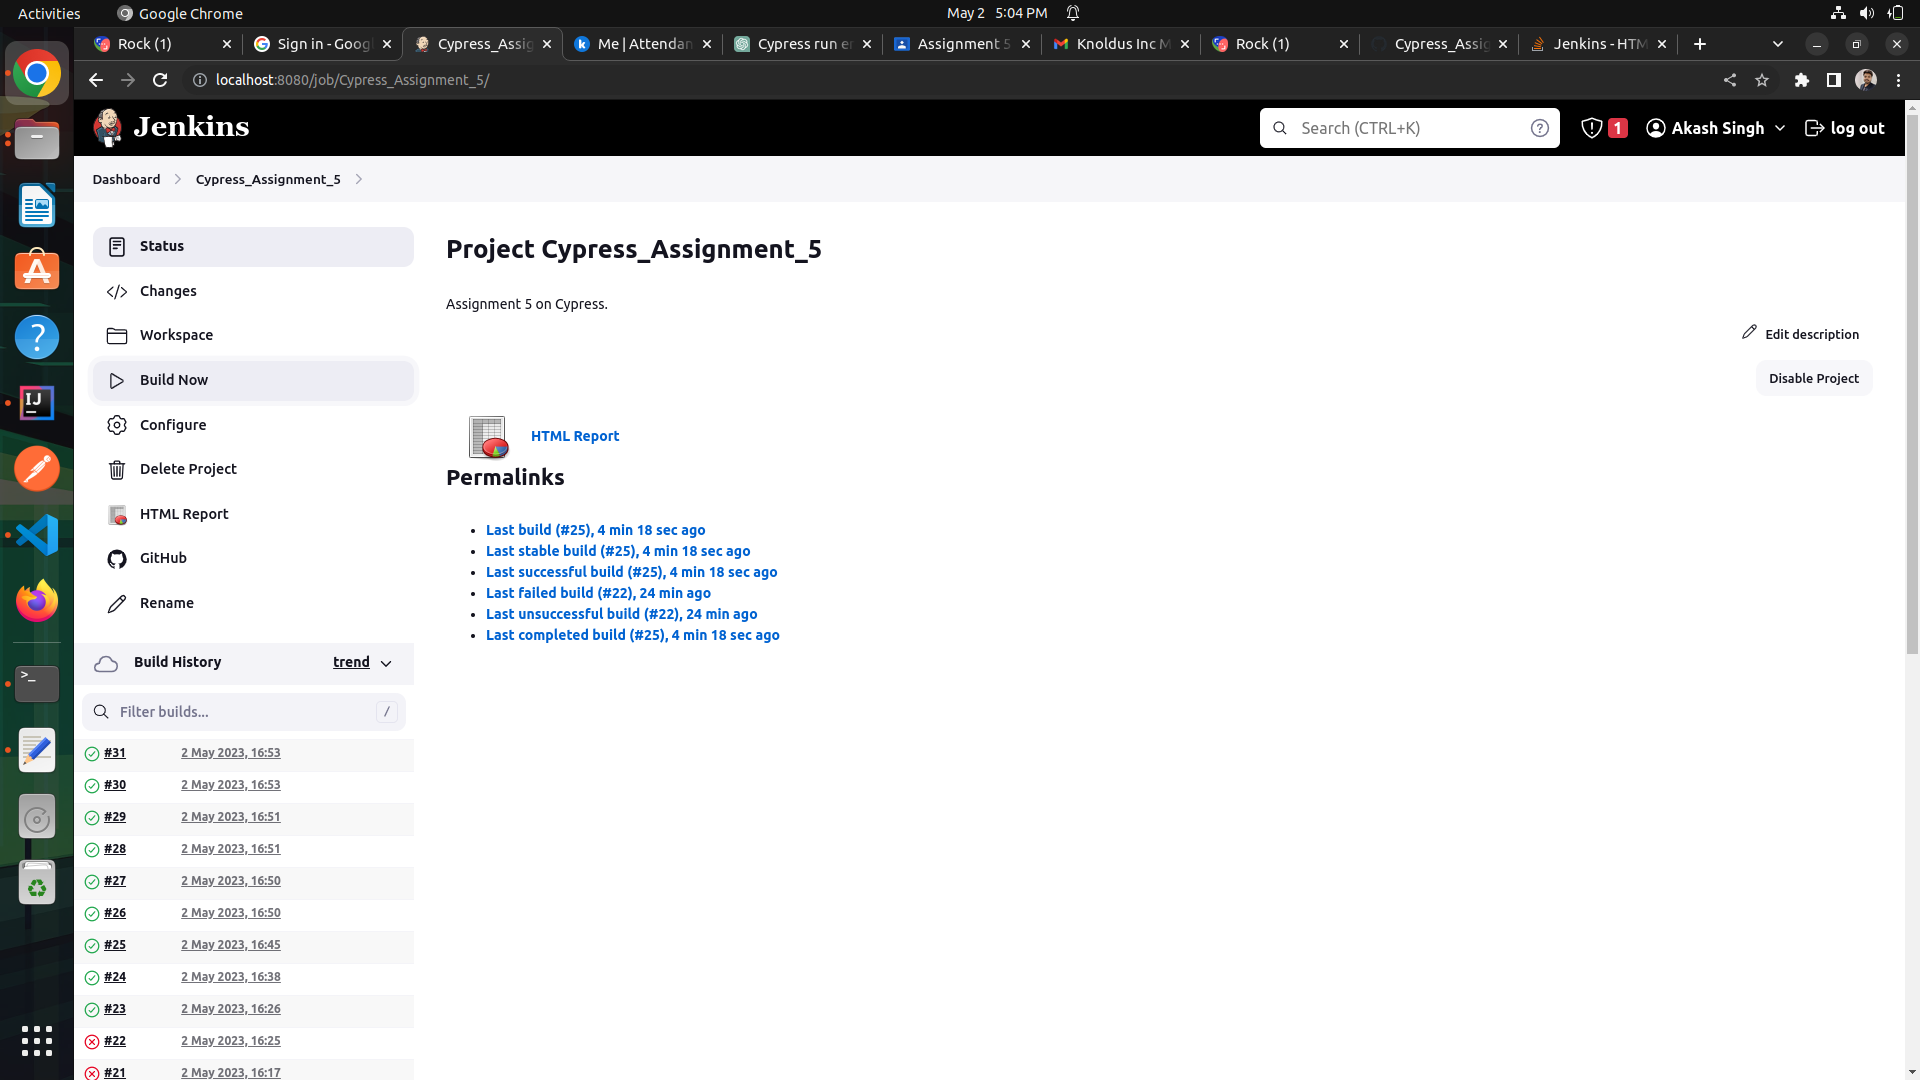 Activities
Google Chrome
May 2 5:04 PM
Rock (1)
Sign in - Googl
Cypress_Assig
Me | Attendan
Cypress run er
Assignment 5
Knoldus Inc M
Rock (1)
Cypress_Assig
Jenkins - HTM
localhost:8080/job/Cypress_Assignment_5/
Jenkins
Search (CTRL+K)
1
Akash Singh
log out
Dashboard
Cypress_Assignment_5
Status
Changes
Workspace
Build Now
Configure
Delete Project
HTML Report
GitHub
Rename
Project Cypress_Assignment_5
Assignment 5 on Cypress.
Edit description
Disable Project
HTML Report
Permalinks
Last build (#25), 4 min 18 sec ago
Last stable build (#25), 4 min 18 sec ago
Last successful build (#25), 4 min 18 sec ago
Last failed build (#22), 24 min ago
Last unsuccessful build (#22), 24 min ago
Last completed build (#25), 4 min 18 sec ago
Build History
trend
Filter builds...
/
#31 2 May 2023, 16:53
#30 2 May 2023, 16:53
#29 2 May 2023, 16:51
#28 2 May 2023, 16:51
#27 2 May 2023, 16:50
#26 2 May 2023, 16:50
#25 2 May 2023, 16:45
#24 2 May 2023, 16:38
#23 2 May 2023, 16:26
#22 2 May 2023, 16:25
#21 2 May 2023, 16:17